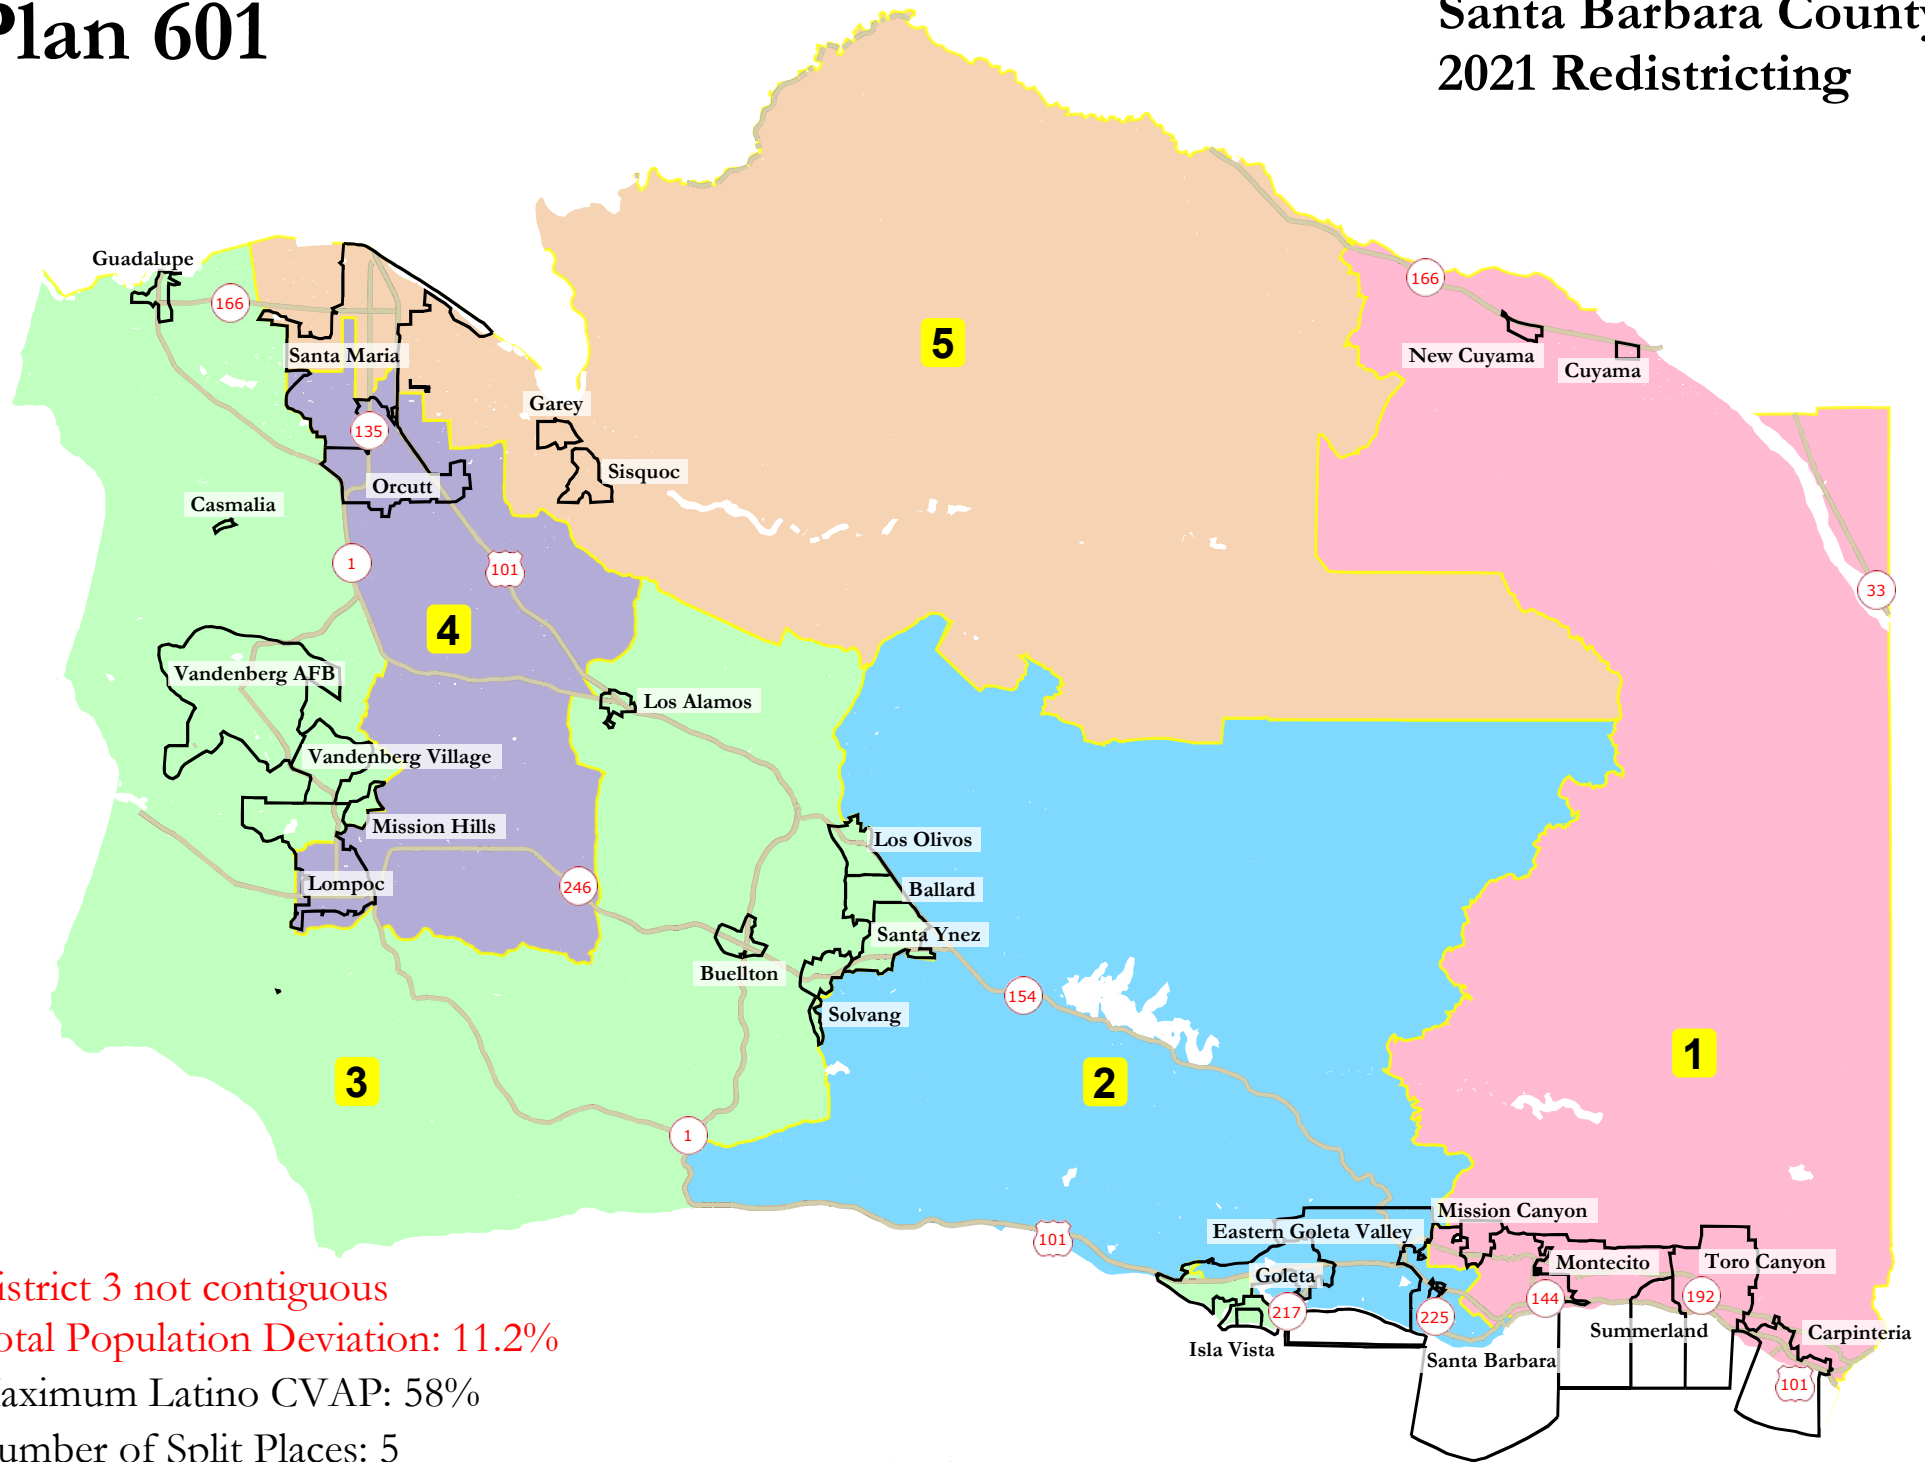 Plan 601
Santa Barbara County
2021 Redistricting
Guadalupe
166
166
5
Santa Maria
New Cuyama
Cuyama
Garey
135
Sisquoc
Orcutt
Casmalia
1
101
33
4
Vandenberg AFB
Los Alamos
Vandenberg Village
Mission Hills
Los Olivos
Lompoc
246
Ballard
Santa Ynez
Buellton
154
Solvang
3
2
1
1
Mission Canyon
Eastern Goleta Valley
101
Montecito
Toro Canyon
Goleta
217
225
144
192
Isla Vista
Summerland
Carpinteria
Santa Barbara
101
istrict 3 not contiguous
otal Population Deviation: 11.2%
aximum Latino CVAP: 58%
umber of Split Places: 5